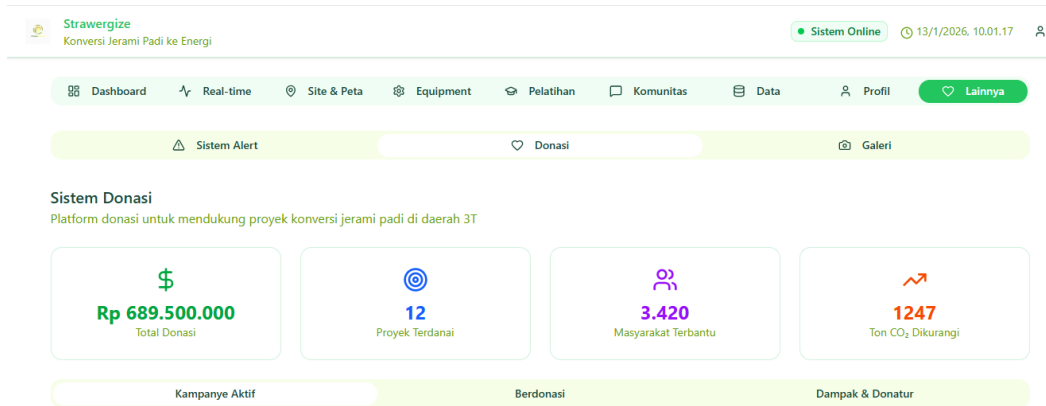 Strawergize
Konversi Jerami Padi ke Energi
Sistem Online 13/1/2026, 10.01.17
Dashboard Real-time Site & Peta Equipment Pelatihan Komunitas Data Profil Lainnya
Sistem Alert Donasi Galeri
Sistem Donasi
Platform donasi untuk mendukung proyek konversi jerami padi di daerah 3T
Rp 689.500.000
Total Donasi
12
Proyek Terdanai
3.420
Masyarakat Terbantu
1247
Ton CO₂ Dikurangi
Kampanye Aktif Berdonasi Dampak & Donatur